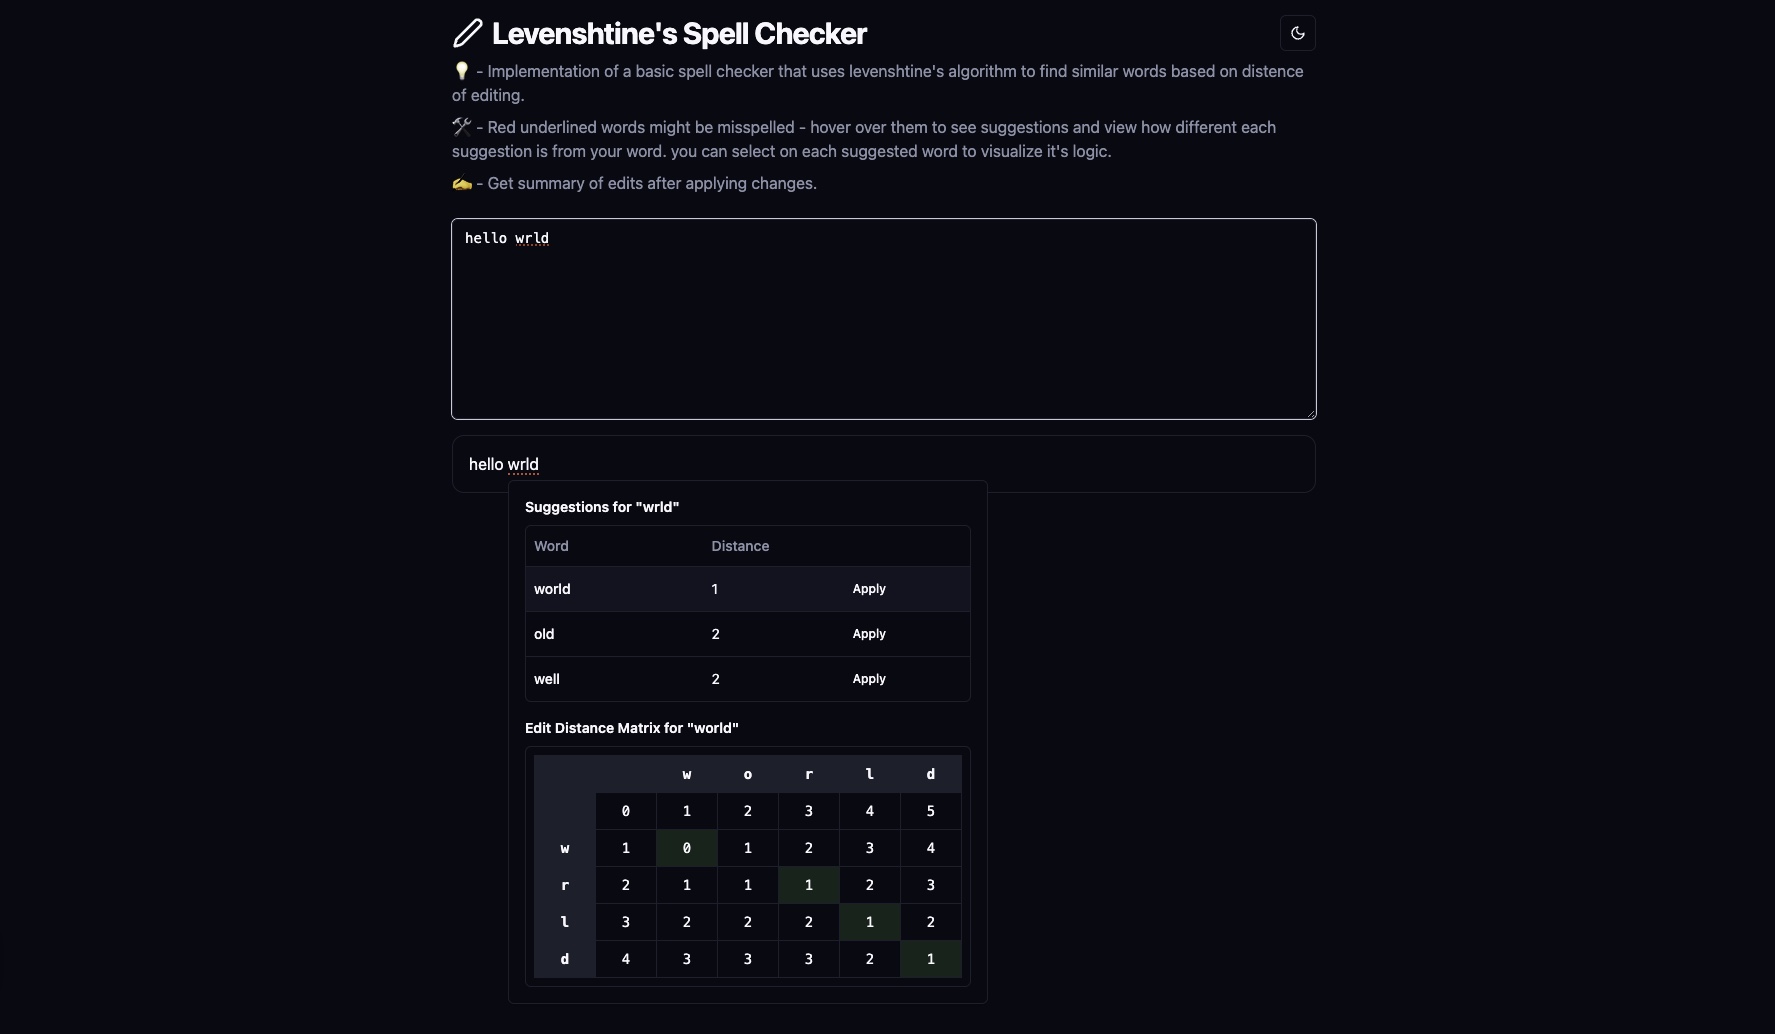 Levenshtine's Spell Checker
💡 - Implementation of a basic spell checker that uses levenshtine's algorithm to find similar words based on distence
of editing.
🛠 - Red underlined words might be misspelled - hover over them to see suggestions and view how different each
suggestion is from your word. you can select on each suggested word to visualize it's logic.
✍ - Get summary of edits after applying changes.
hello wrld
hello wrld
Suggestions for "wrld"
Word Distance
world 1 Apply
old 2 Apply
well 2 Apply
Edit Distance Matrix for "world"
w o r l d
0 1 2 3 4 5
w 1 0 1 2 3 4
r 2 1 1 1 2 3
l 3 2 2 2 1 2
d 4 3 3 3 2 1